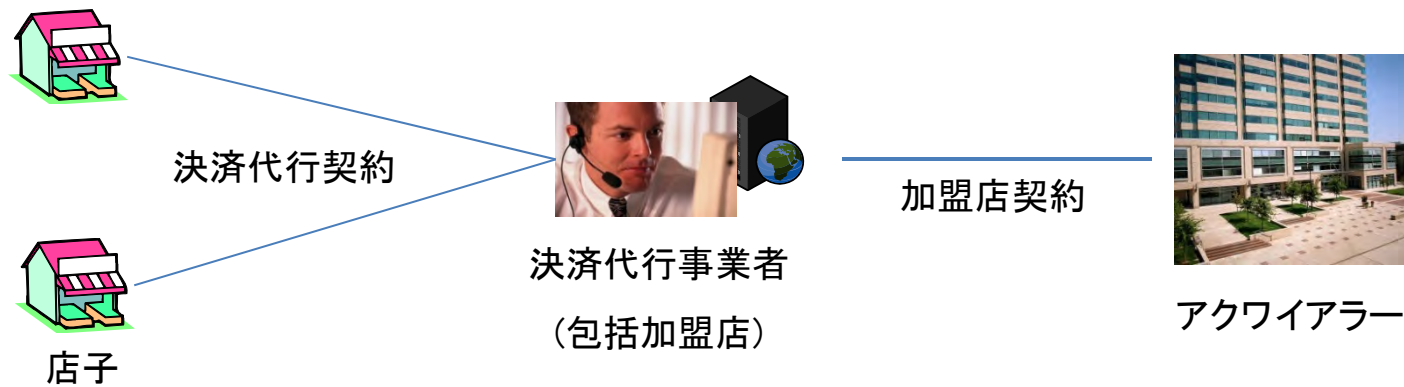 決済代行契約
加盟店契約
決済代行事業者
（包括加盟店）
アクワイアラー
店子